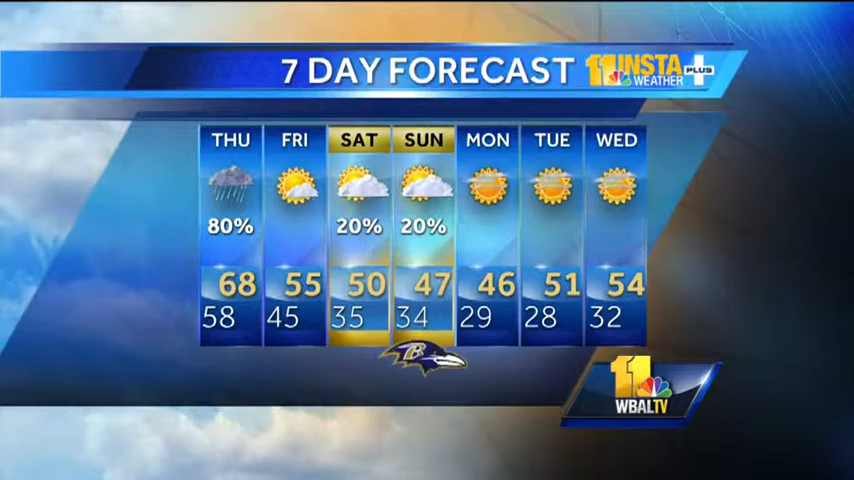 7 DAY FORECAST 11 INSTA
WEATHER PLUS
THU FRI SAT SUN MON TUE WED
80% 20% 20%
68 55 50 47 46 51 54
58 45 35 34 29 28 32
B
11
WBALTV